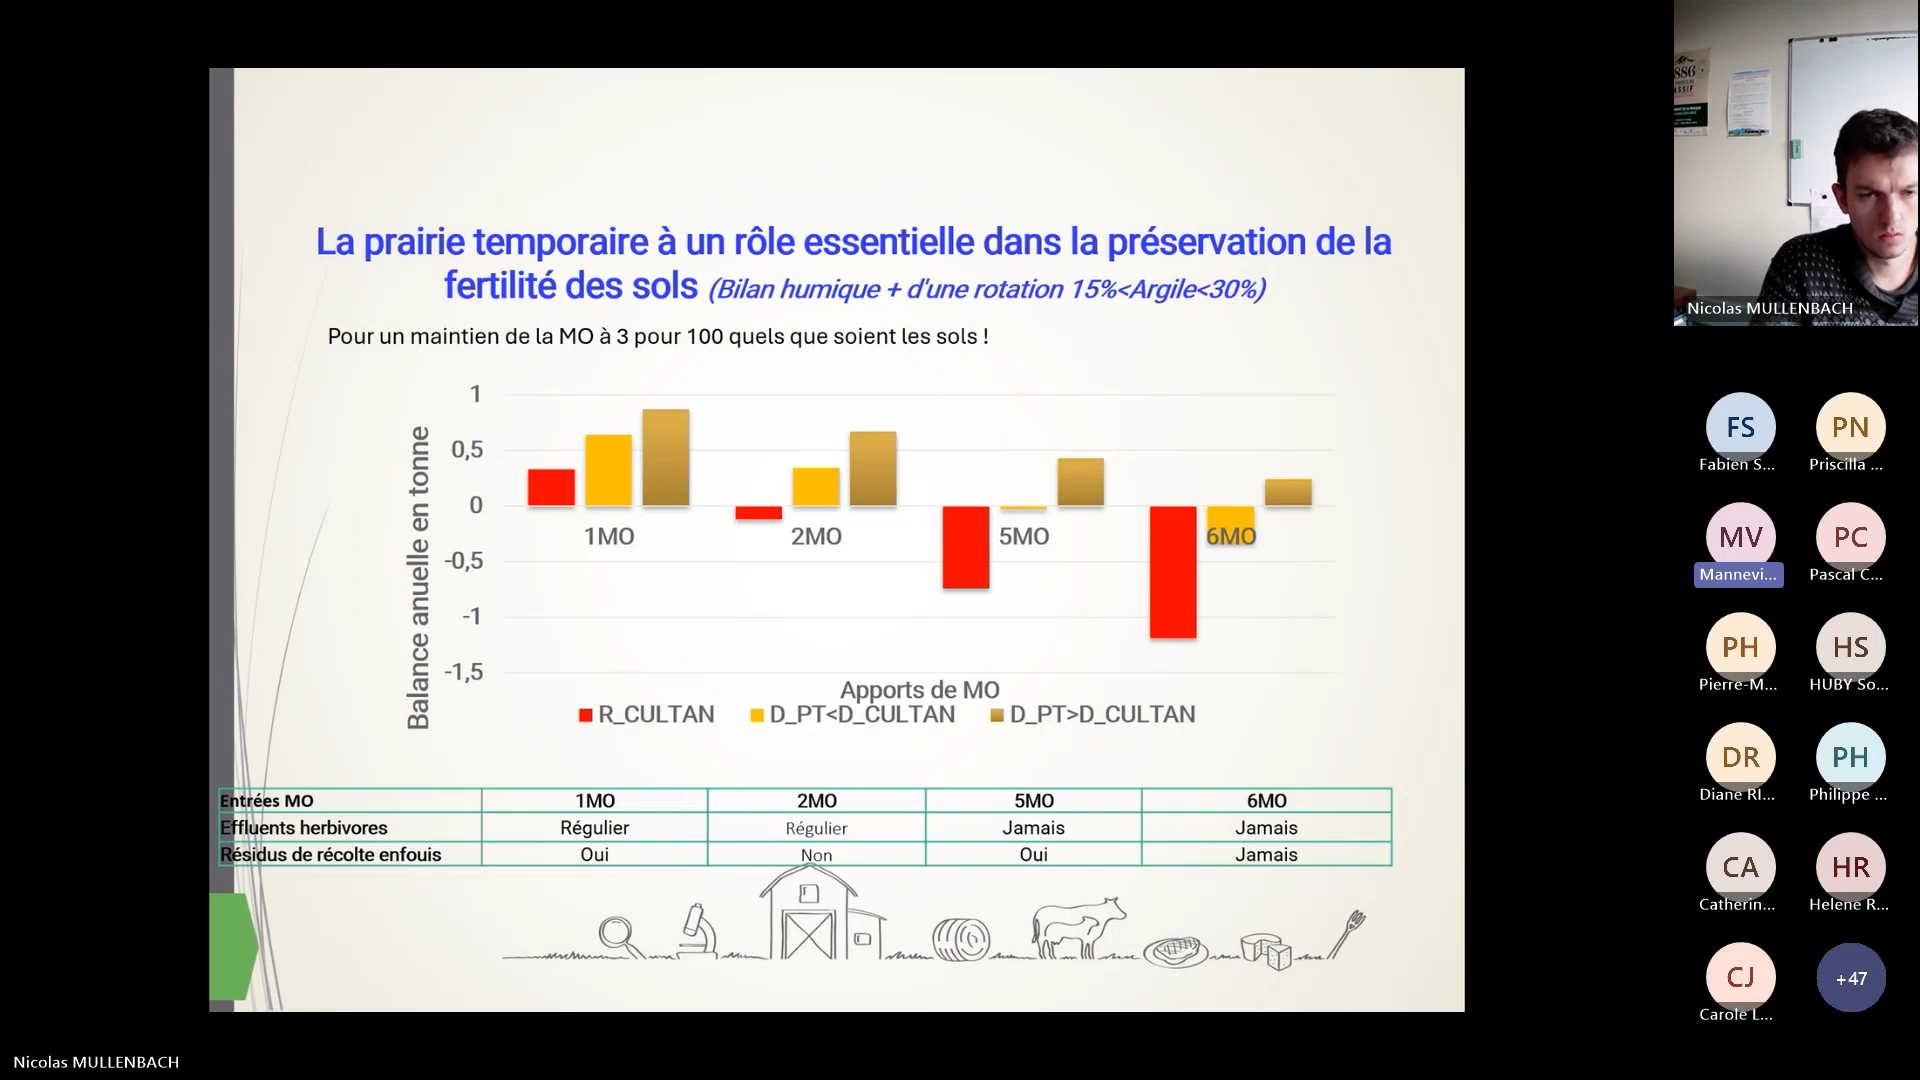 La prairie temporaire à un rôle essentielle dans la préservation de la
fertilité des sols (Bilan humique + d'une rotation 15%<Argile<30%)
Pour un maintien de la MO à 3 pour 100 quels que soient les sols !
Balance anuelle en tonne
1
0,5
0
-0,5
-1
-1,5
1MO 2MO 5MO 6MO
Apports de MO
R_CULTAN D_PT<D_CULTAN D_PT>D_CULTAN
Entrées MO 1MO 2MO 5MO 6MO
Effluents herbivores Régulier Régulier Jamais Jamais
Résidus de récolte enfouis Oui Non Oui Jamais
Nicolas MULLENBACH
886
Nicolas MULLENBACH
FS PN
Fabien S... Priscilla ...
MV PC
Mannevi... Pascal C...
PH HS
Pierre-M... HUBY So...
DR PH
Diane RI... Philippe ...
CA HR
Catherin... Helene R...
CJ +47
Carole L...